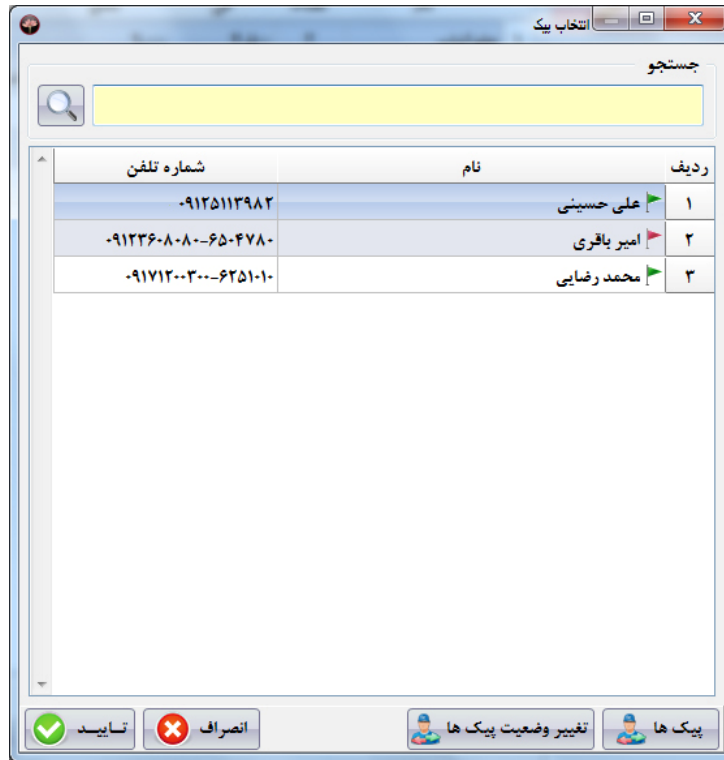 انتخاب پیک
جستجو
ردیف نام شماره تلفن
۱ علی حسینی ۰۹۱۲۵۱۱۳۹۸۲
۲ امیر باقری ۰۹۱۲۳۶۰۸۰۸۰-۶۵۰۴۷۸۰
۳ محمد رضایی ۰۹۱۷۱۲۰۰۳۰۰-۶۲۵۱۰۱۰
پیک ها تغییر وضعیت پیک ها انصراف تـایـیـد